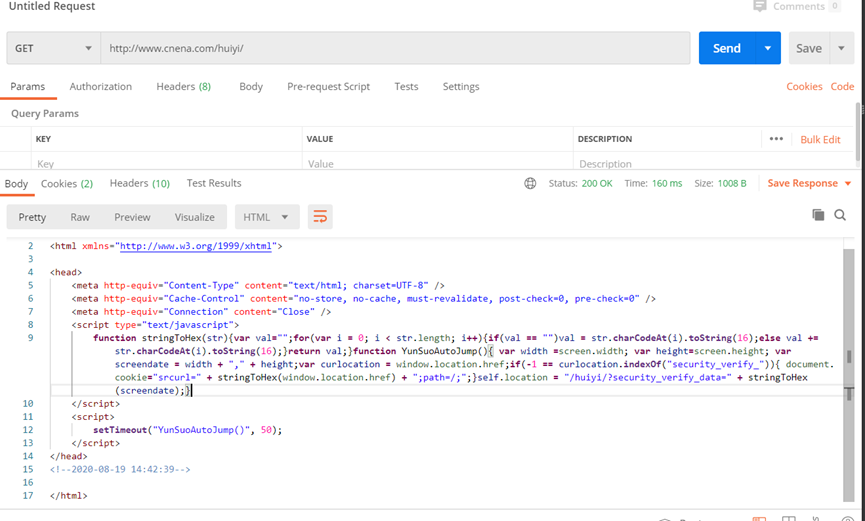 Untitled Request
Comments 0
GET
http://www.cnena.com/huiyi/
Send
Save
Params
Authorization
Headers (8)
Body
Pre-request Script
Tests
Settings
Cookies
Code
Query Params
KEY
VALUE
DESCRIPTION
Bulk Edit
Key
Value
Description
Body
Cookies (2)
Headers (10)
Test Results
Status: 200 OK
Time: 160 ms
Size: 1008 B
Save Response
Pretty
Raw
Preview
Visualize
HTML
2 <html xmlns="http://www.w3.org/1999/xhtml">
3
4 <head>
5 <meta http-equiv="Content-Type" content="text/html; charset=UTF-8" />
6 <meta http-equiv="Cache-Control" content="no-store, no-cache, must-revalidate, post-check=0, pre-check=0" />
7 <meta http-equiv="Connection" content="Close" />
8 <script type="text/javascript">
9 function stringToHex(str){var val="";for(var i = 0; i < str.length; i++){if(val == "")val = str.charCodeAt(i).toString(16);else val +=
str.charCodeAt(i).toString(16);}return val;}function YunSuoAutoJump(){ var width =screen.width; var height=screen.height; var
screendate = width + "," + height;var curlocation = window.location.href;if(-1 == curlocation.indexOf("security_verify_")){ document.
cookie="srcurl=" + stringToHex(window.location.href) + ";path=/;";}self.location = "/huiyi/?security_verify_data=" + stringToHex
(screendate);}
10 </script>
11 <script>
12 setTimeout("YunSuoAutoJump()", 50);
13 </script>
14 </head>
15 <!--2020-08-19 14:42:39-->
16
17 </html>